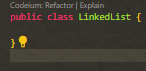 Codeium: Refactor | Explain
public class LinkedList {
}